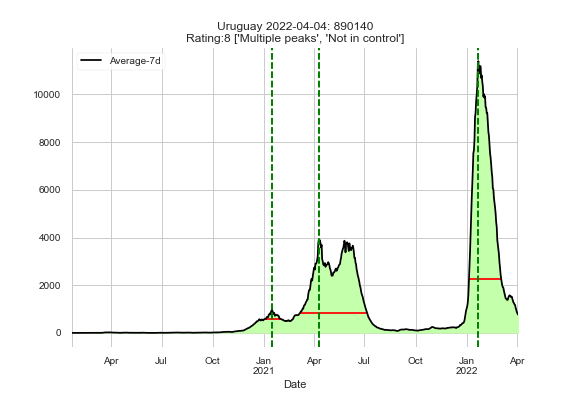 Uruguay 2022-04-04: 890140
Rating:8 ['Multiple peaks', 'Not in control']
Average-7d
10000
8000
6000
4000
2000
0
Apr Jul Oct Jan Apr Jul Oct Jan Apr
2021 2022
Date